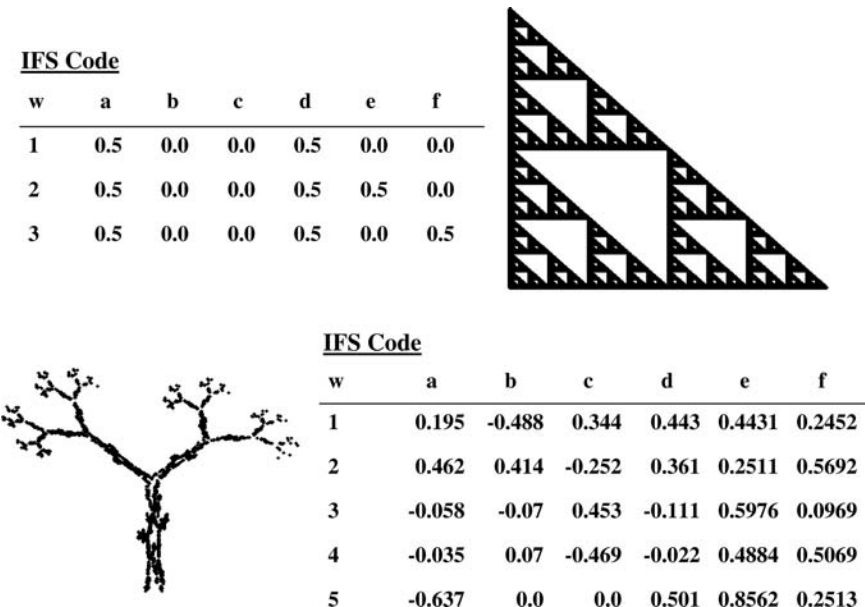 IFS Code
w a b c d e f
1 0.5 0.0 0.0 0.5 0.0 0.0
2 0.5 0.0 0.0 0.5 0.5 0.0
3 0.5 0.0 0.0 0.5 0.0 0.5
IFS Code
w a b c d e f
1 0.195 -0.488 0.344 0.443 0.4431 0.2452
2 0.462 0.414 -0.252 0.361 0.2511 0.5692
3 -0.058 -0.07 0.453 -0.111 0.5976 0.0969
4 -0.035 0.07 -0.469 -0.022 0.4884 0.5069
5 -0.637 0.0 0.0 0.501 0.8562 0.2513